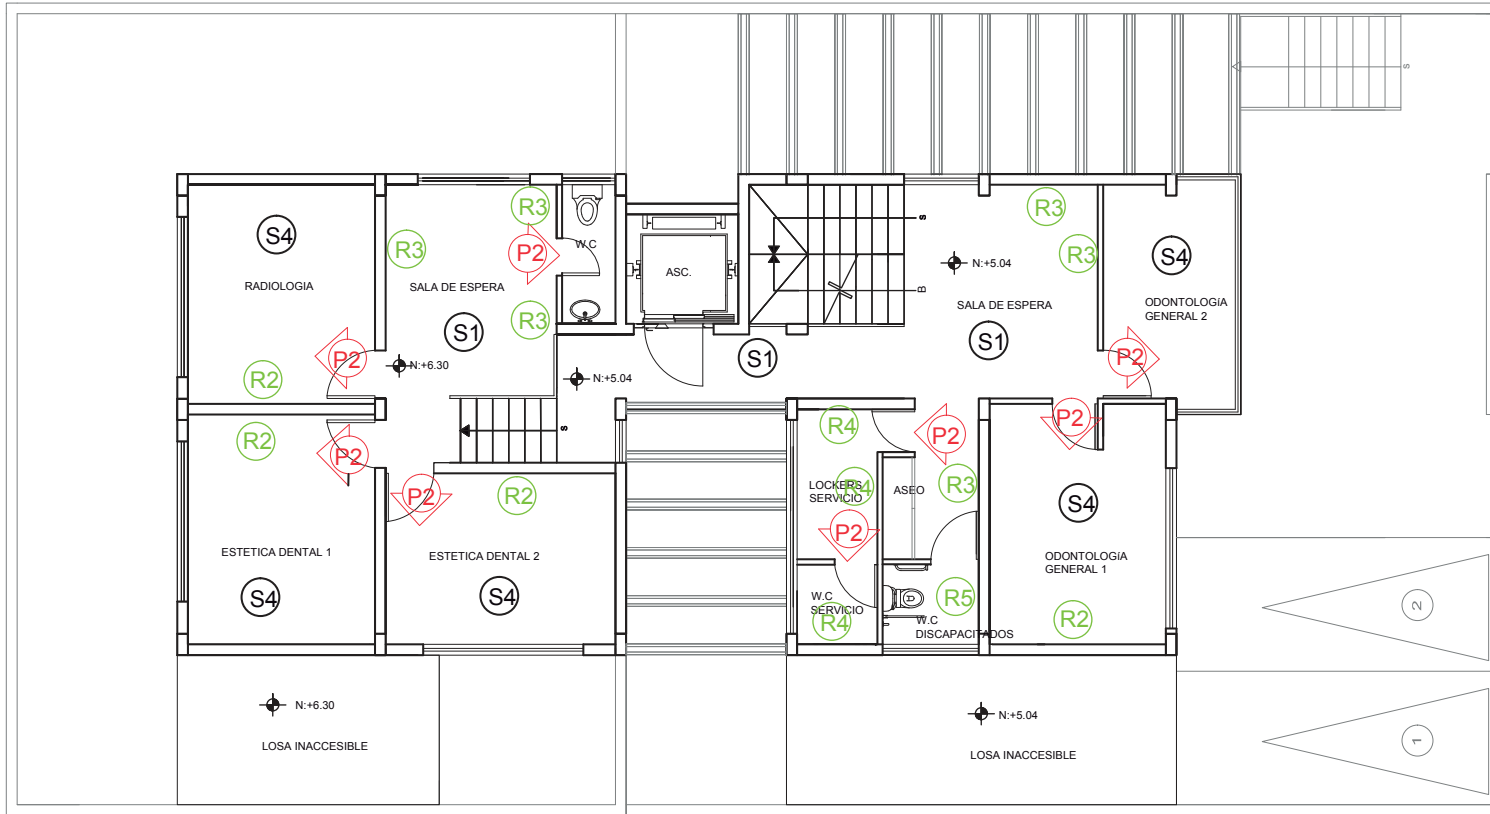 S
R3
R3
S4
R3
P2
W.C
S4
N:+5.04
R3
ASC.
S
B
RADIOLOGIA
SALA DE ESPERA
SALA DE ESPERA
ODONTOLOGíA
GENERAL 2
R3
S1
S1
S1
P2
P2
N:+6.30
N:+5.04
R2
R2
P2
S
R4
P2
P2
P2
R2
LOCKERS
SERVICIO
R4
ASEO
R3
S4
P2
ESTETICA DENTAL 1
ESTETICA DENTAL 2
ODONTOLOGíA
GENERAL 1
S4
S4
W.C
SERVICIO
R4
R5
W.C
DISCAPACITADOS
R2
2
N:+6.30
N:+5.04
LOSA INACCESIBLE
LOSA INACCESIBLE
1